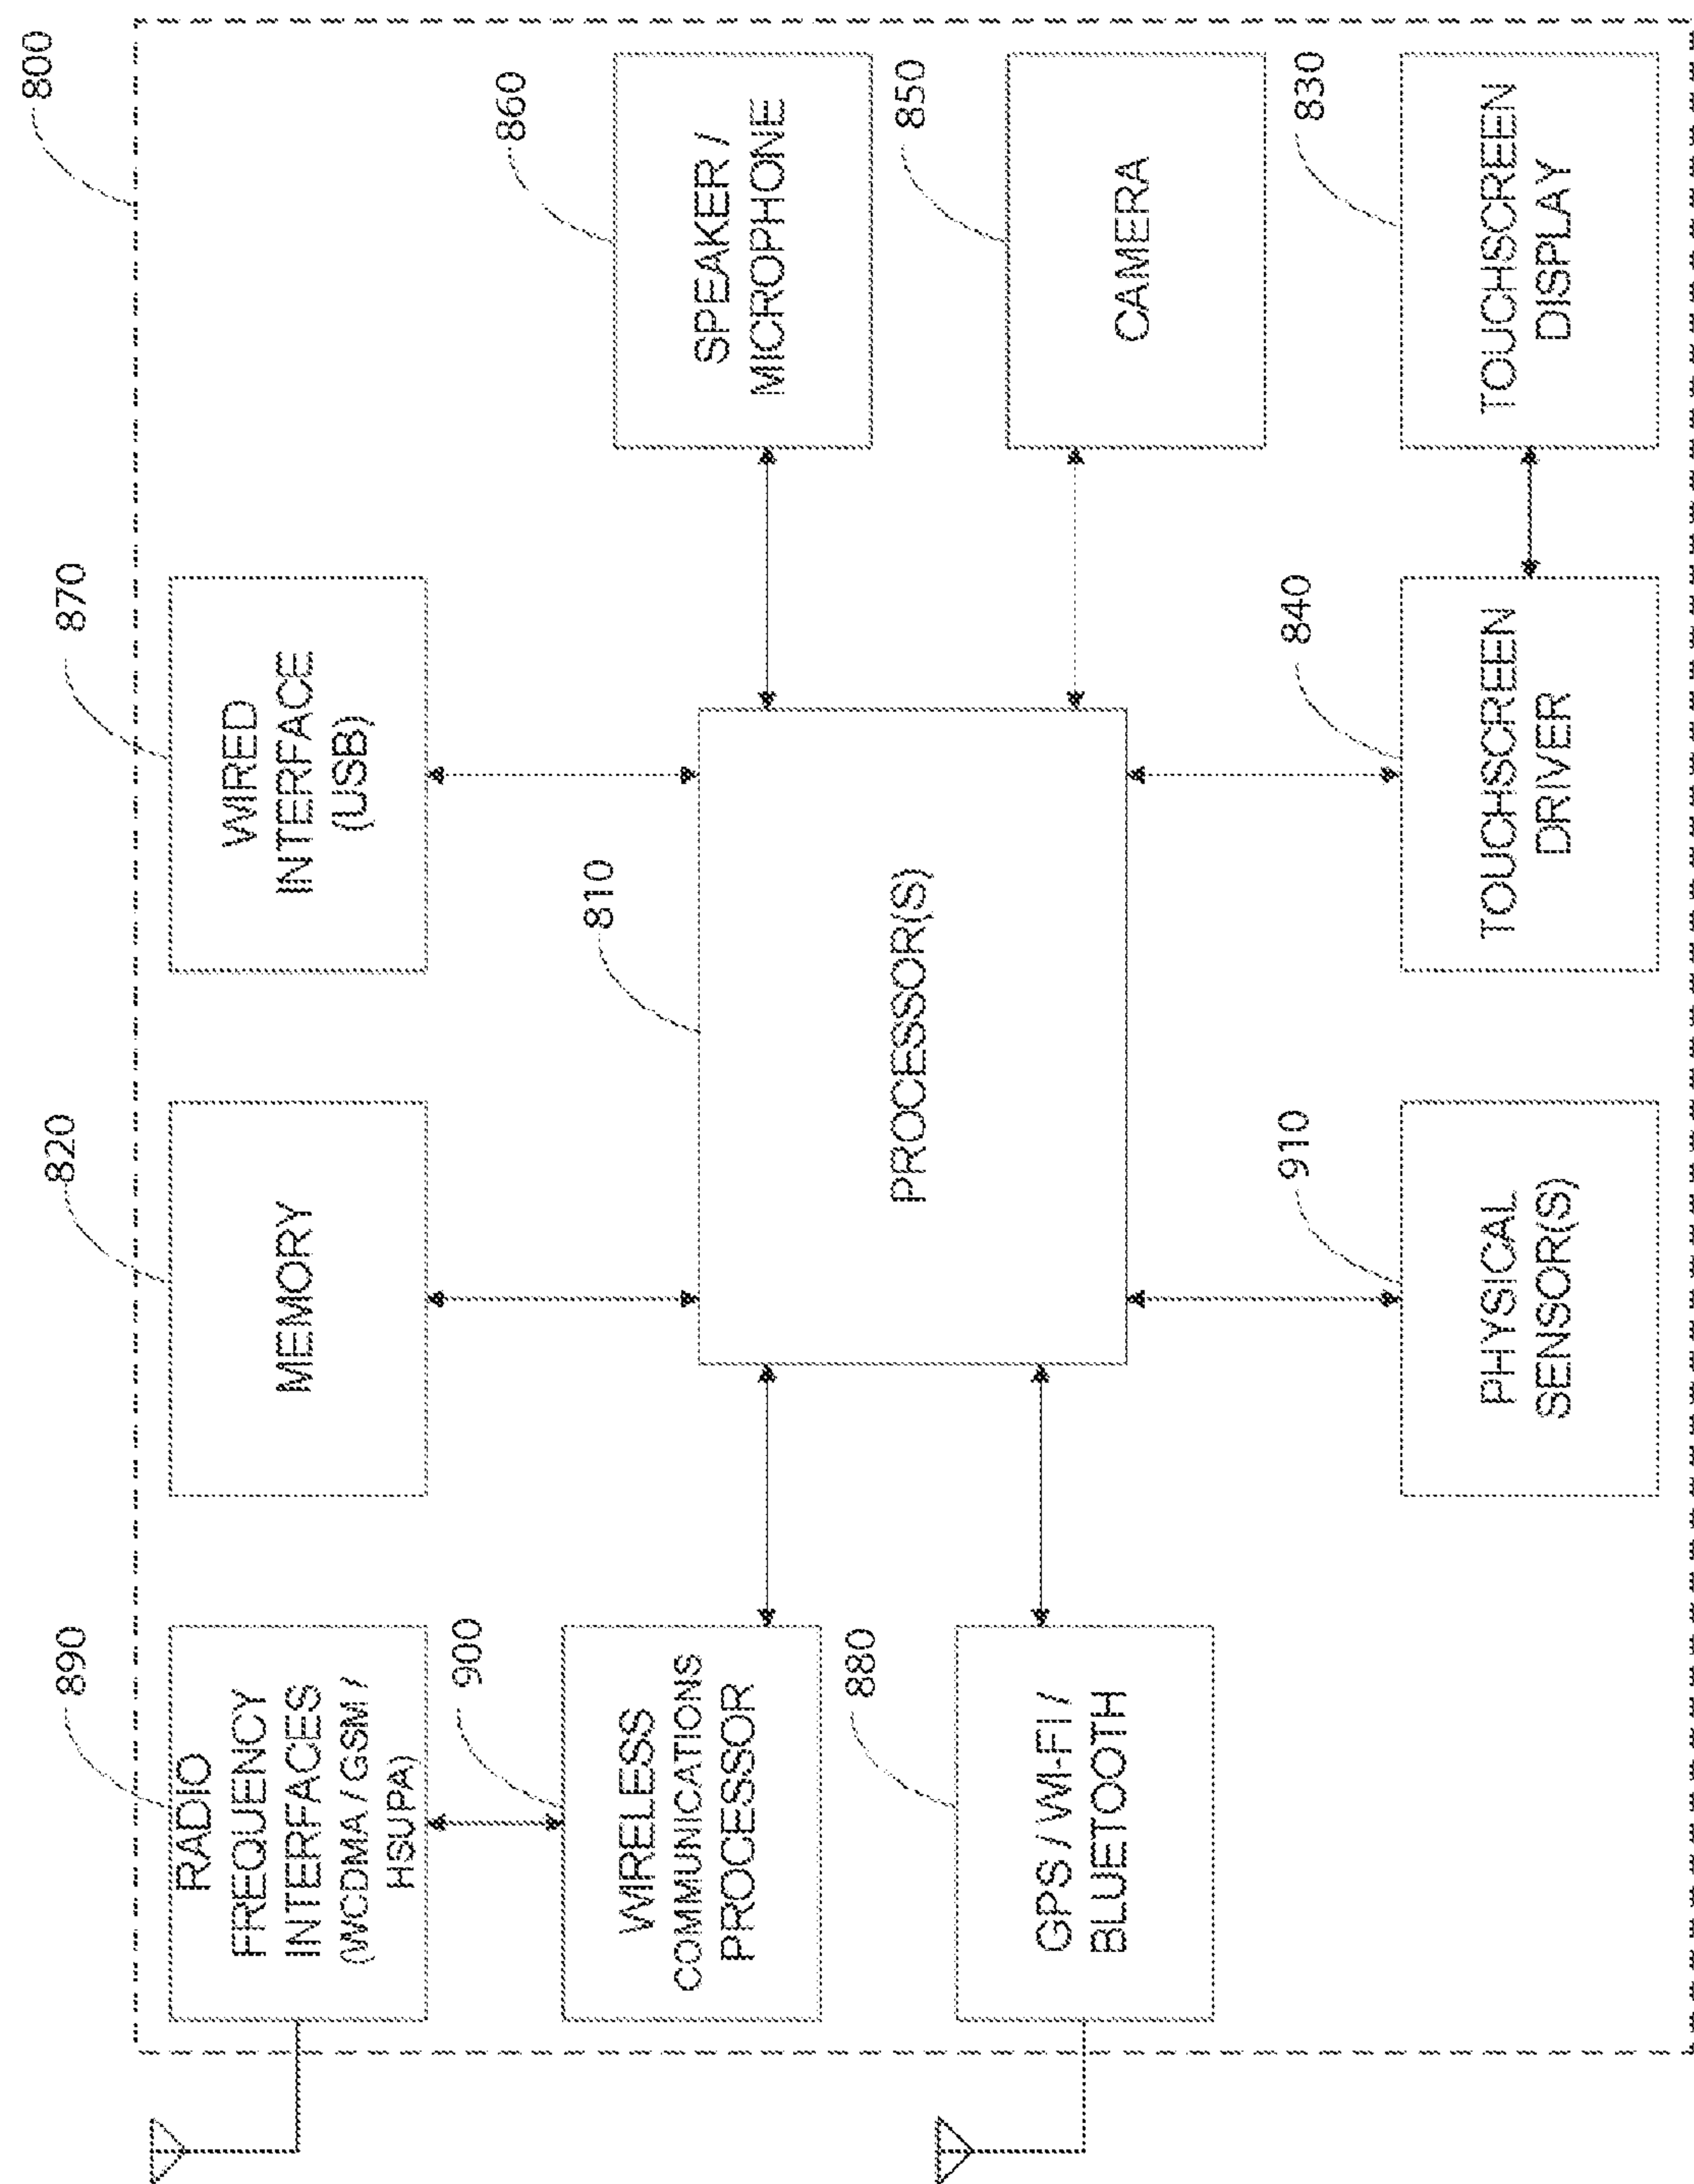 800
890
RADIO
FREQUENCY
INTERFACES
(WCDMA / GSM /
HSUPA)
820
MEMORY
870
WIRED
INTERFACE
(USB)
900
WIRELESS
COMMUNICATIONS
PROCESSOR
810
PROCESSOR(S)
860
SPEAKER /
MICROPHONE
880
GPS / WI-FI /
BLUETOOTH
850
CAMERA
910
PHYSICAL
SENSOR(S)
840
TOUCHSCREEN
DRIVER
830
TOUCHSCREEN
DISPLAY